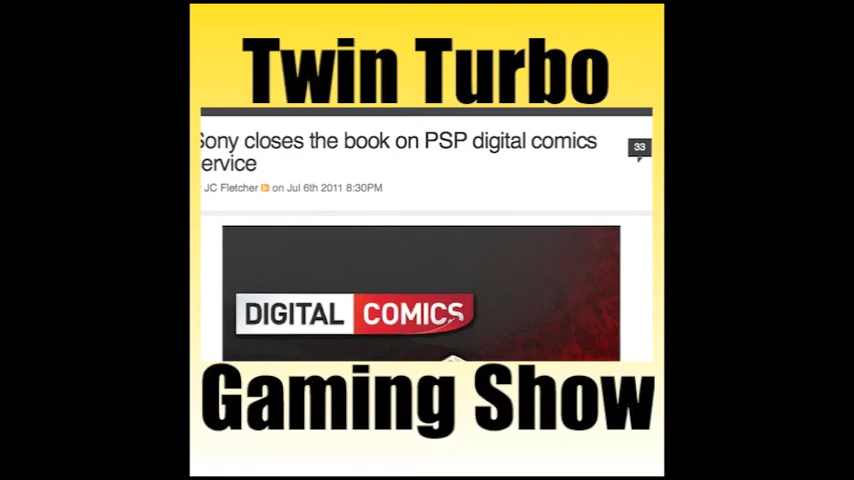 Twin Turbo
Sony closes the book on PSP digital comics
ervice
33
JC Fletcher on Jul 6th 2011 8:30PM
DIGITAL COMICS
Gaming Show